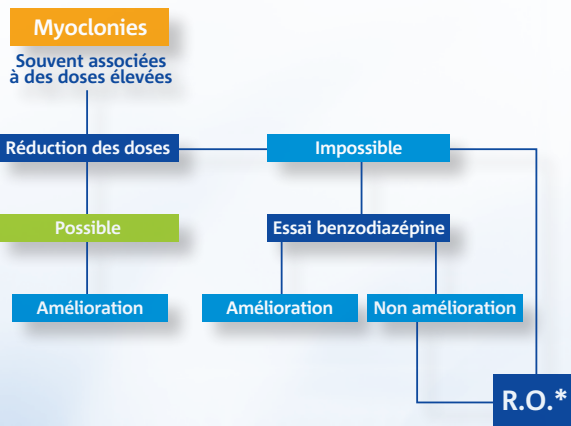 Myoclonies
Souvent associées
à des doses élevées
Réduction des doses
Impossible
Possible
Essai benzodiazépine
Amélioration
Amélioration
Non amélioration
R.O.*